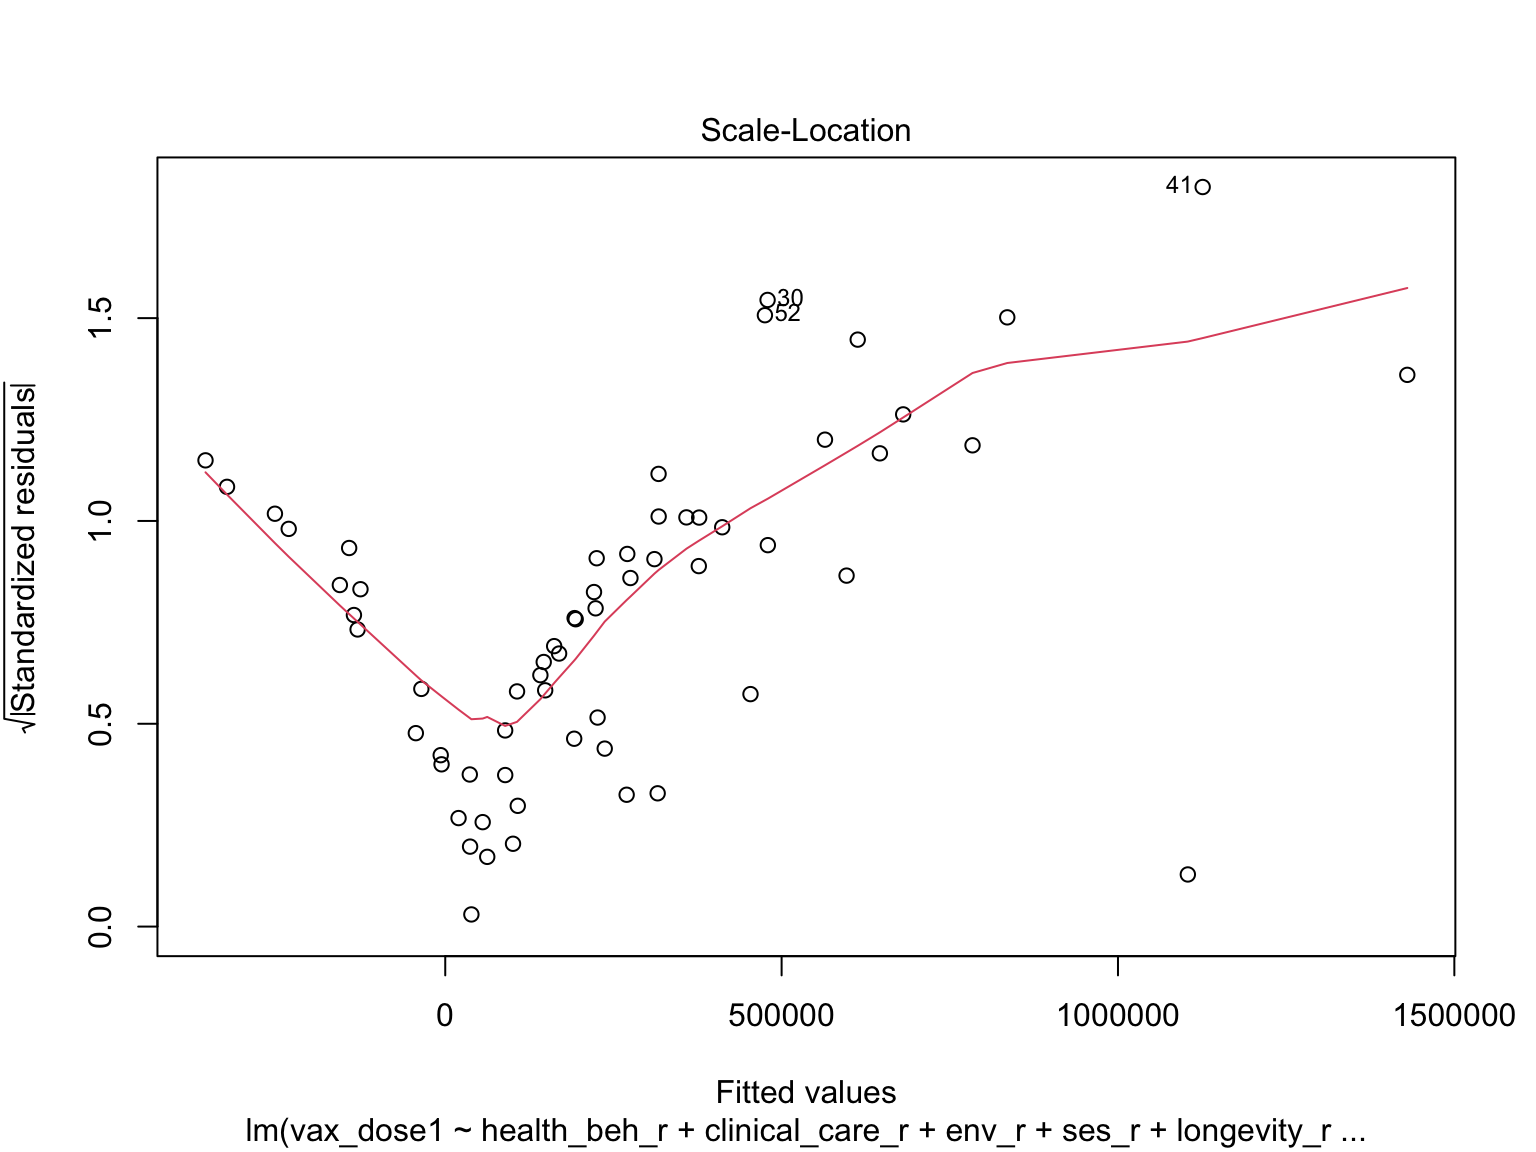 Scale-Location
√|Standardized residuals|
1.5
1.0
0.5
0.0
41
30
52
0 500000 1000000 1500000
Fitted values
lm(vax_dose1 ~ health_beh_r + clinical_care_r + env_r + ses_r + longevity_r ...